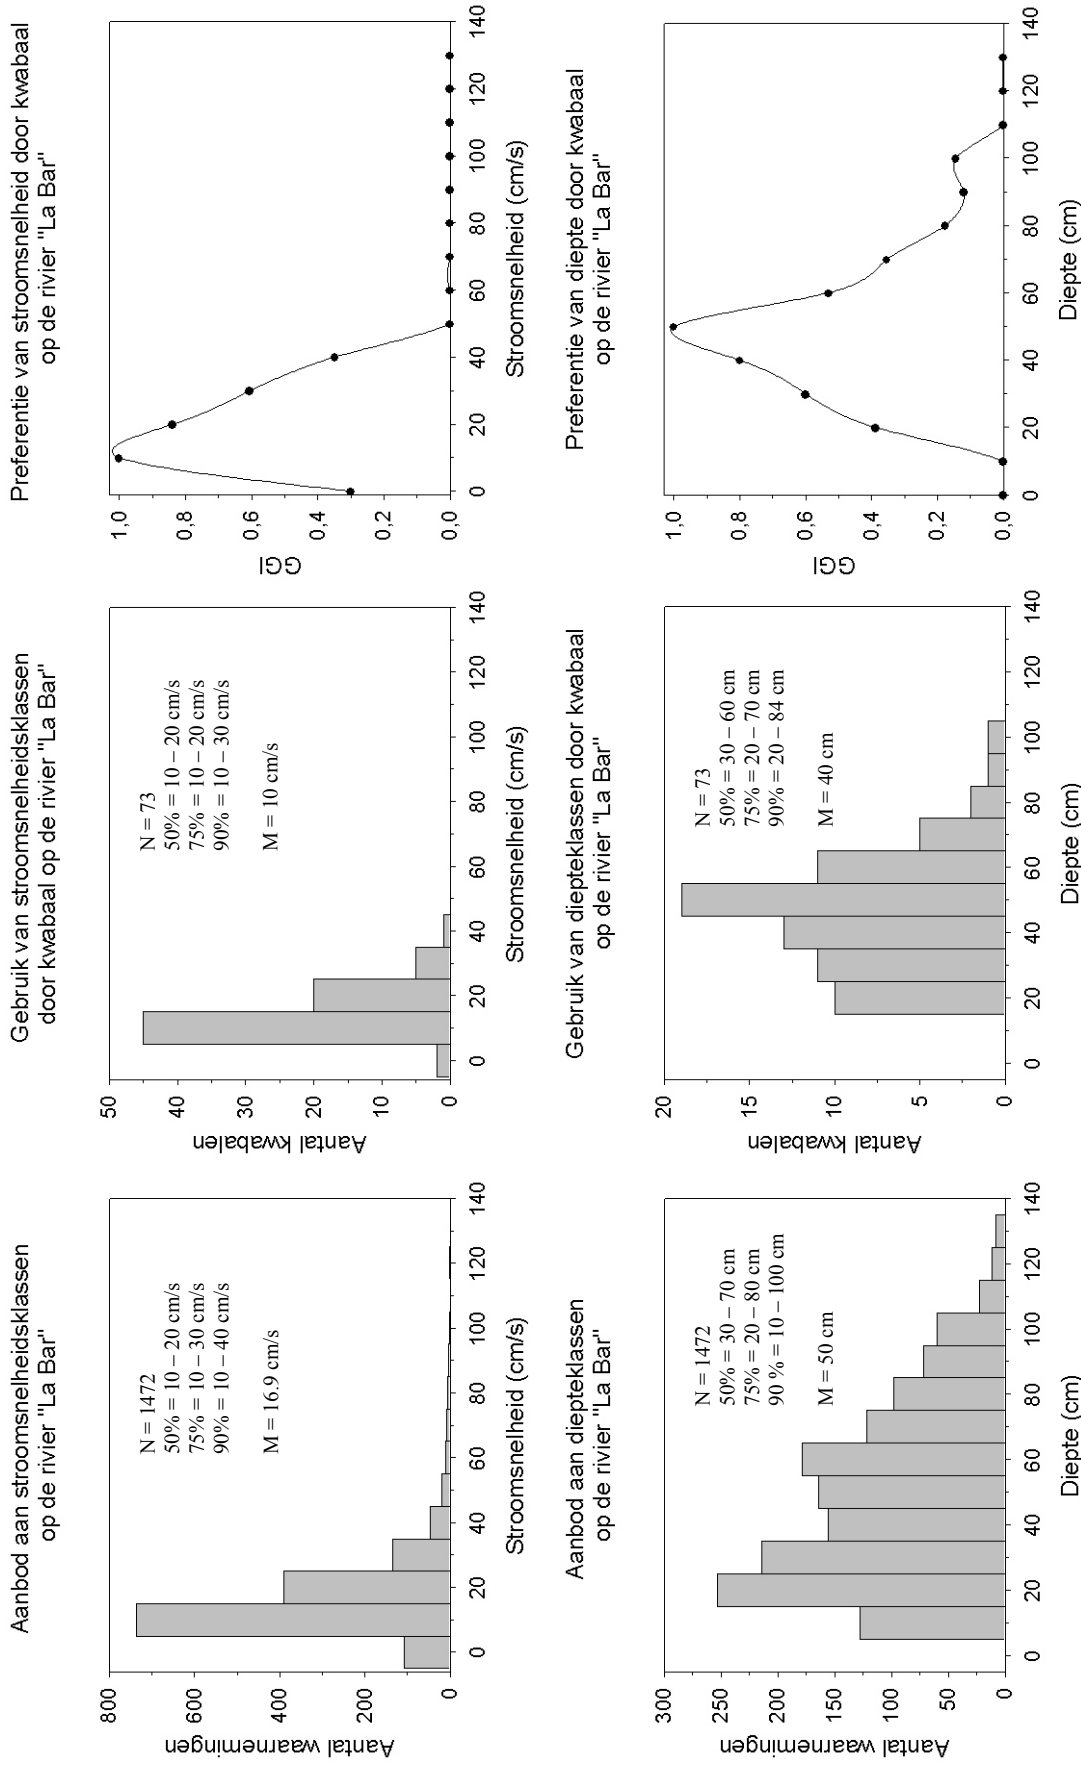 Aanbod aan stroomsnelheidsklassen
op de rivier "La Bar"
Aantal waarnemingen
800
600
400
200
0
N = 1472
50% = 10 – 20 cm/s
75% = 10 – 30 cm/s
90% = 10 – 40 cm/s
M = 16.9 cm/s
0 20 40 60 80 100 120 140
Stroomsnelheid (cm/s)
Gebruik van stroomsnelheidsklassen
door kwabaal op de rivier "La Bar"
Aantal kwabalen
50
40
30
20
10
0
N = 73
50% = 10 – 20 cm/s
75% = 10 – 20 cm/s
90% = 10 – 30 cm/s
M = 10 cm/s
0 20 40 60 80 100 120 140
Stroomsnelheid (cm/s)
Preferentie van stroomsnelheid door kwabaal
op de rivier "La Bar"
GGI
1,0
0,8
0,6
0,4
0,2
0,0
0 20 40 60 80 100 120 140
Stroomsnelheid (cm/s)
Aanbod aan diepteklassen
op de rivier "La Bar"
Aantal waarnemingen
300
250
200
150
100
50
0
N = 1472
50% = 30 – 70 cm
75% = 20 – 80 cm
90 % = 10 – 100 cm
M = 50 cm
0 20 40 60 80 100 120 140
Diepte (cm)
Gebruik van diepteklassen door kwabaal
op de rivier "La Bar"
Aantal kwabalen
20
15
10
5
0
N = 73
50% = 30 – 60 cm
75% = 20 – 70 cm
90% = 20 – 84 cm
M = 40 cm
0 20 40 60 80 100 120 140
Diepte (cm)
Preferentie van diepte door kwabaal
op de rivier "La Bar"
GGI
1,0
0,8
0,6
0,4
0,2
0,0
0 20 40 60 80 100 120 140
Diepte (cm)